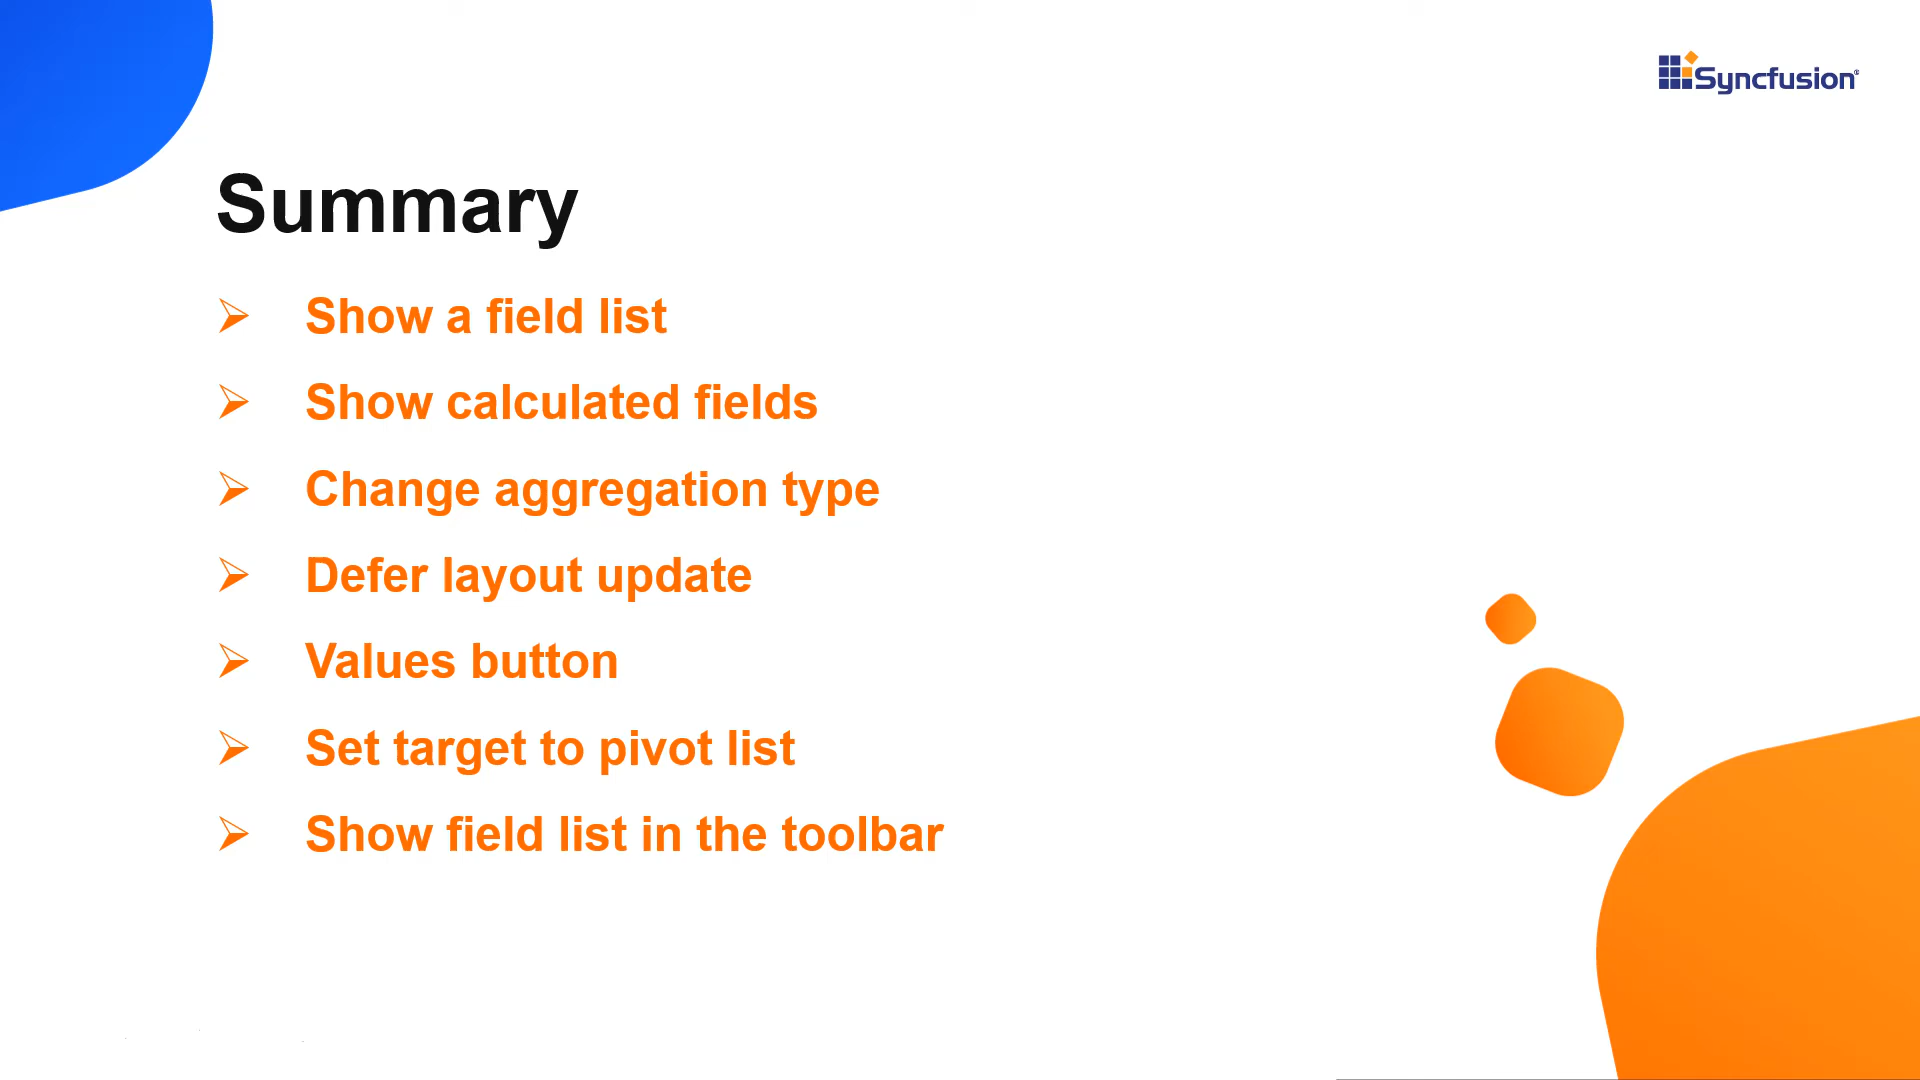 Syncfusion®
Summary
➢ Show a field list
➢ Show calculated fields
➢ Change aggregation type
➢ Defer layout update
➢ Values button
➢ Set target to pivot list
➢ Show field list in the toolbar